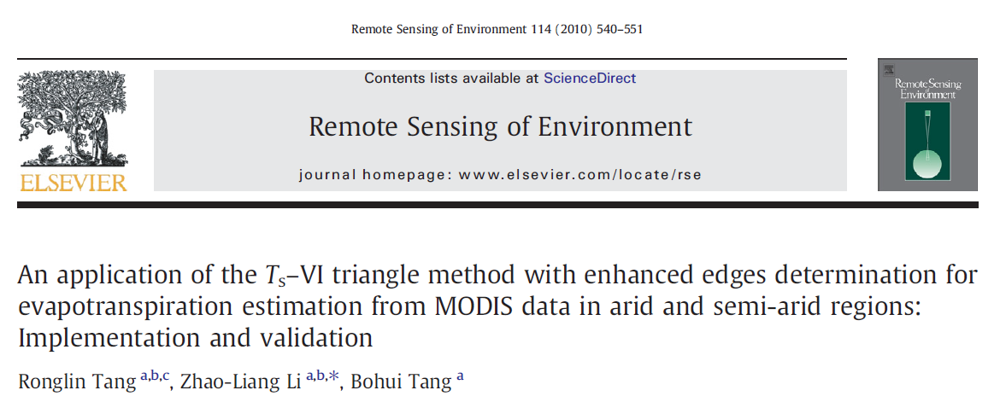 Remote Sensing of Environment 114 (2010) 540–551
Contents lists available at ScienceDirect
Remote Sensing of Environment
journal homepage: www.elsevier.com/locate/rse
ELSEVIER
Remote Sensing
of Environment
An application of the Ts–VI triangle method with enhanced edges determination for
evapotranspiration estimation from MODIS data in arid and semi-arid regions:
Implementation and validation
Ronglin Tang a,b,c, Zhao-Liang Li a,b,*, Bohui Tang a